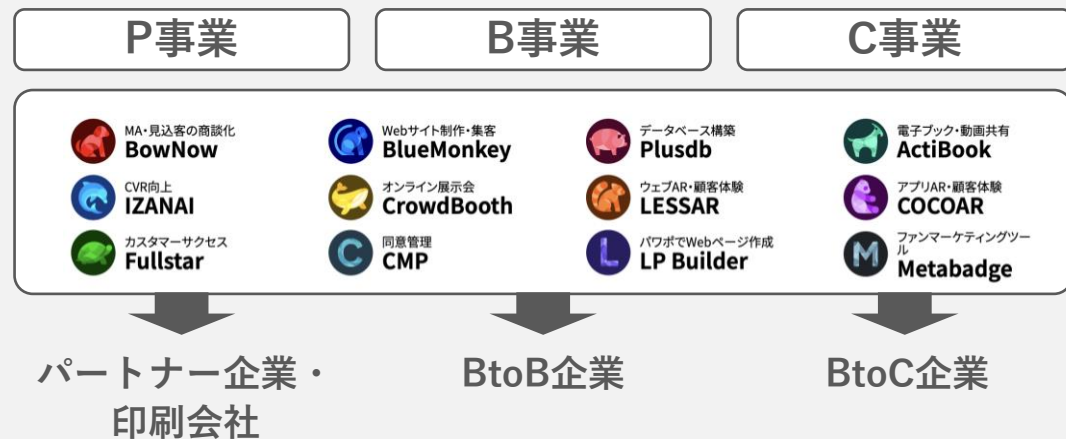 P事業
B事業
C事業
MA・見込客の商談化
BowNow
Webサイト制作・集客
BlueMonkey
データベース構築
Plusdb
電子ブック・動画共有
ActiBook
CVR向上
IZANAI
オンライン展示会
CrowdBooth
ウェブAR・顧客体験
LESSAR
アプリAR・顧客体験
COCOAR
カスタマーサクセス
Fullstar
C
同意管理
CMP
L
パワポでWebページ作成
LP Builder
M
ファンマーケティングツー
ル
Metabadge
パートナー企業・
印刷会社
BtoB企業
BtoC企業